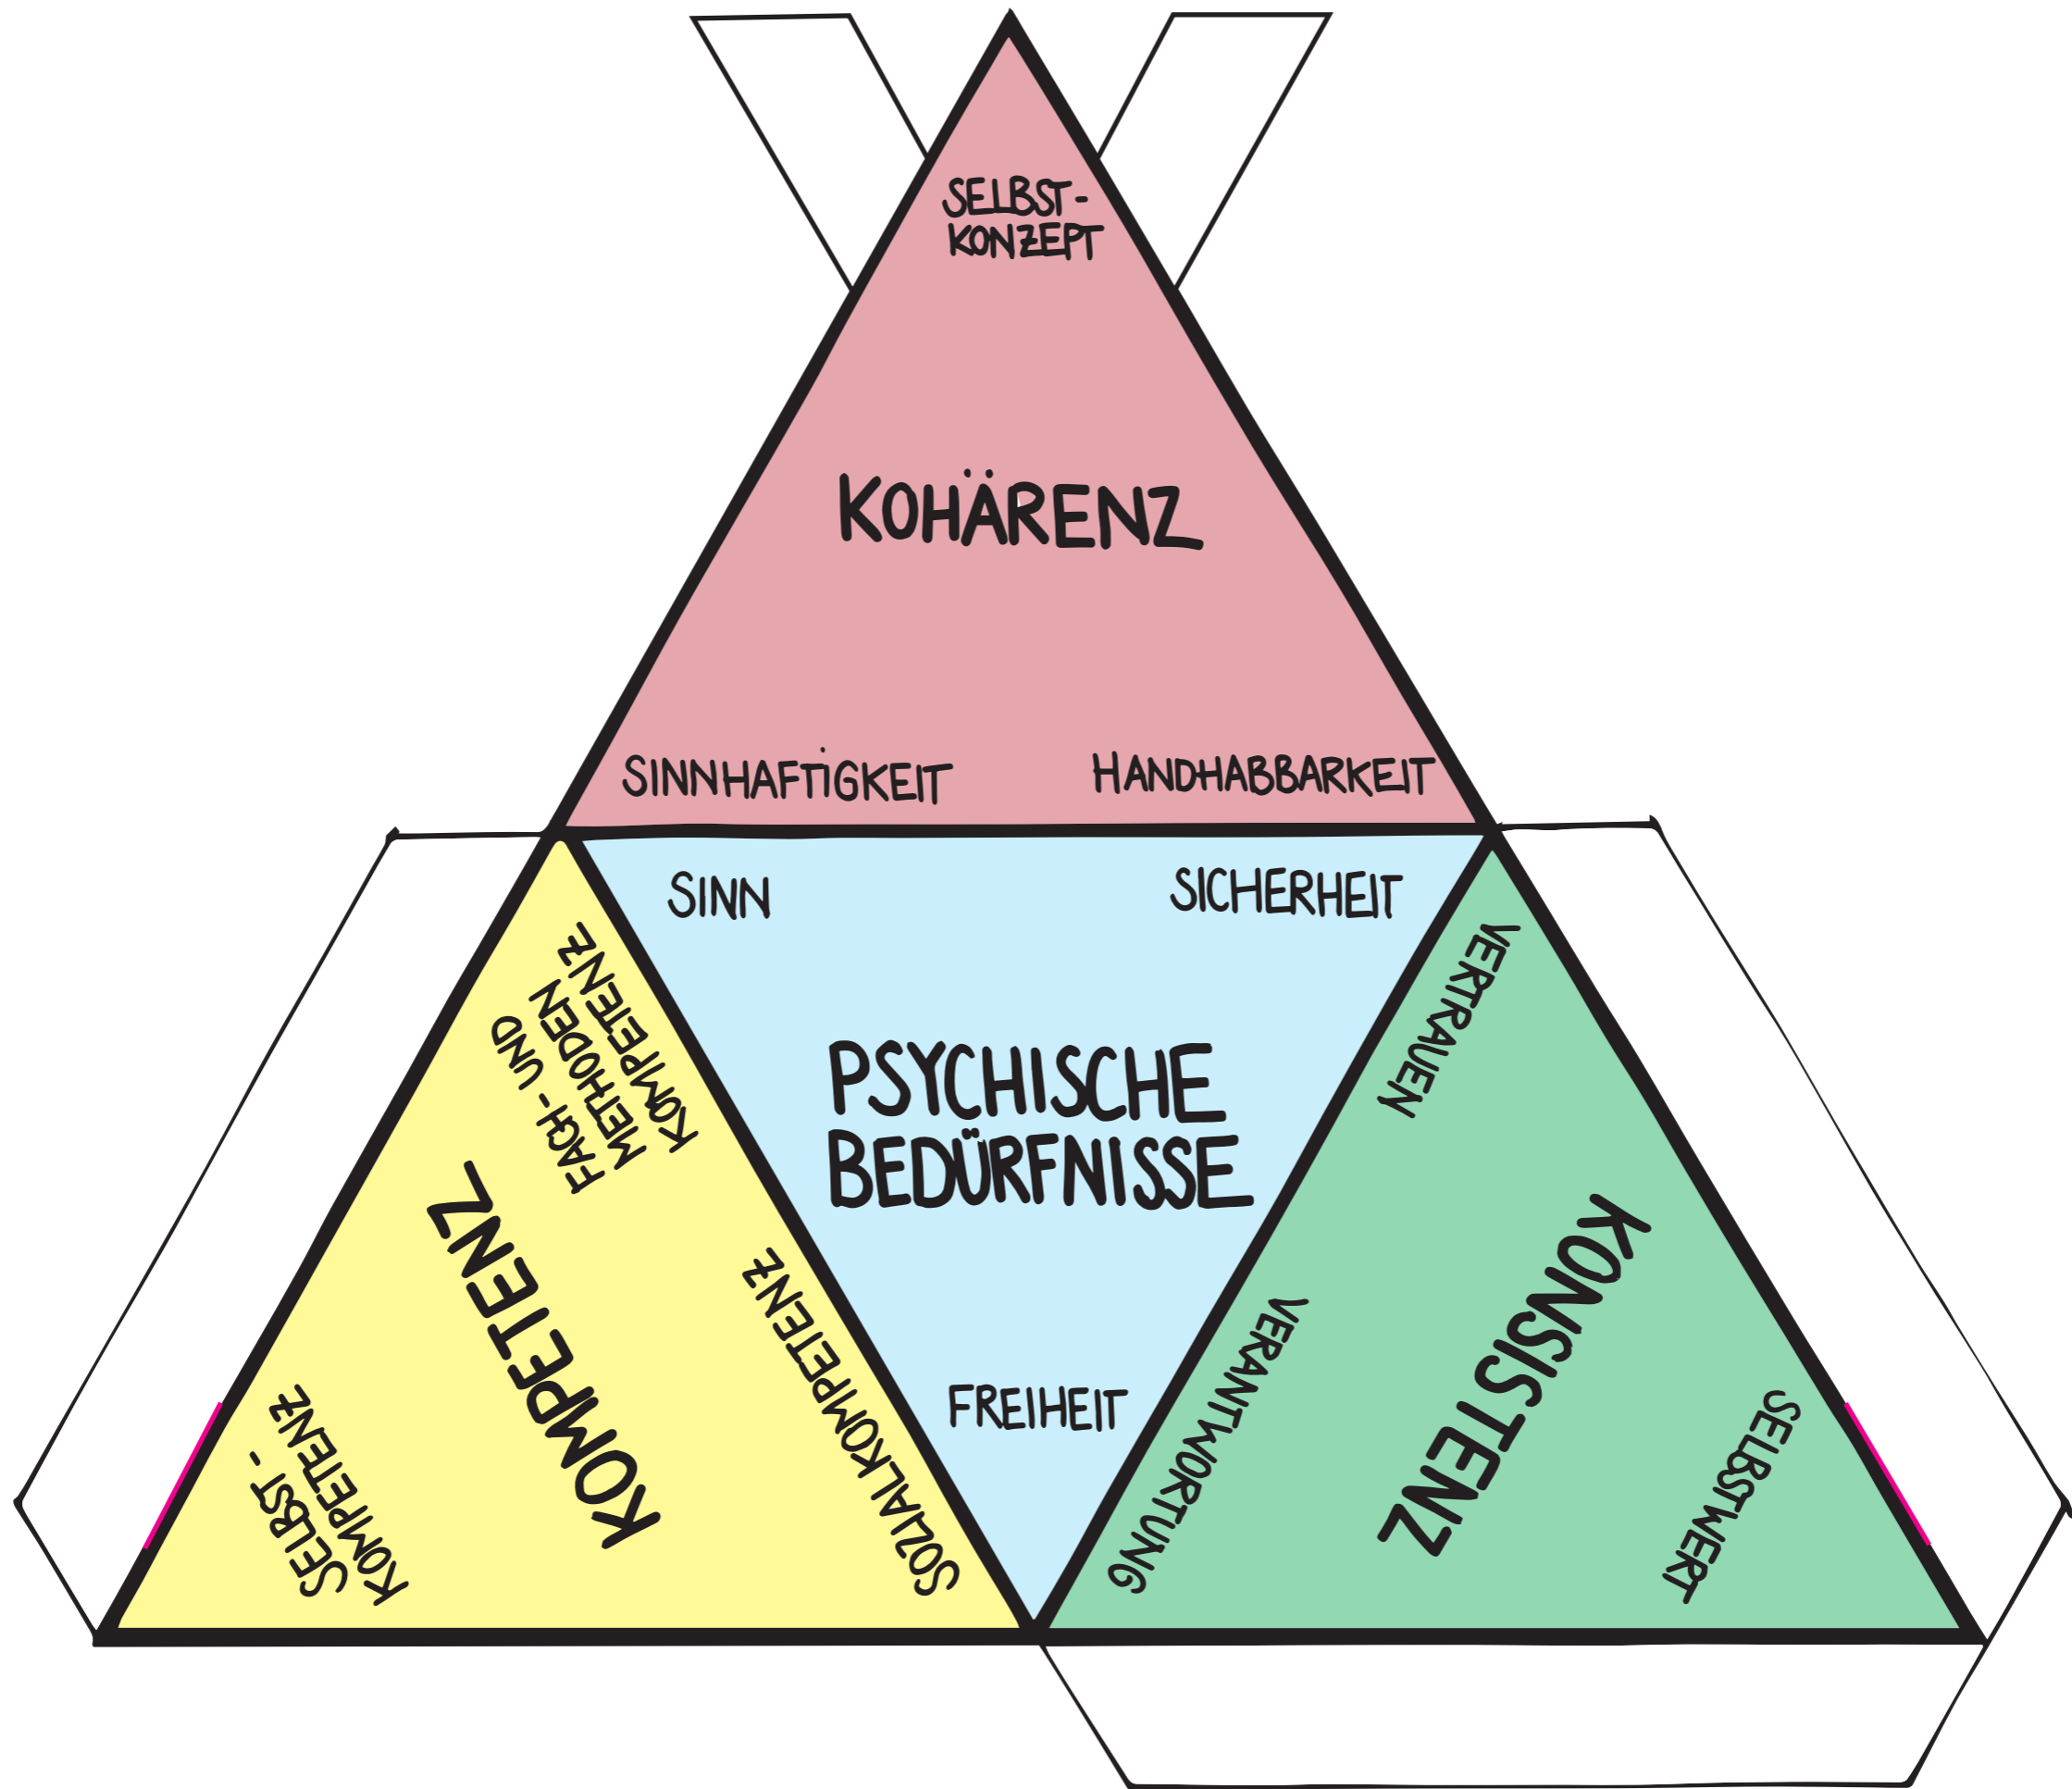 SELBST-
KONZEPT
KOHÄRENZ
SINNHAFTIGKEIT
HANDHABBARKEIT
SINN
SICHERHEIT
PSYCHISCHE
BEDÜRFNISSE
FREIHEIT
FACH- UND
METHODEN
KOMPETENZ
KOMPETENZ
SELBST-
KOMPETENZ
SOZIALKOMPETENZ
VERTRAUEN
KONSISTENZ
VERANTWORTUNG
SELBSTWERT